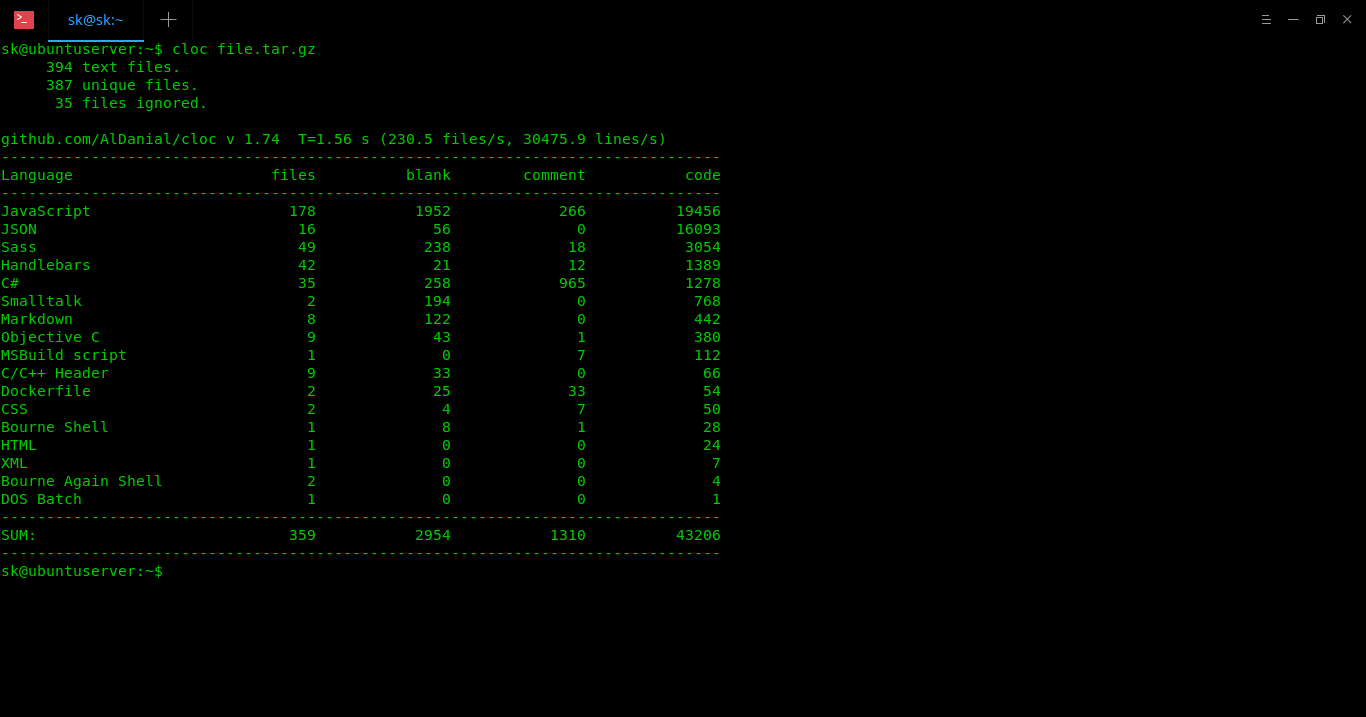 sk@sk:~
sk@ubuntuserver:~$ cloc file.tar.gz
     394 text files.
     387 unique files.
      35 files ignored.

github.com/AlDanial/cloc v 1.74  T=1.56 s (230.5 files/s, 30475.9 lines/s)
--------------------------------------------------------------------------------
Language                      files          blank        comment           code
--------------------------------------------------------------------------------
JavaScript                      178           1952            266          19456
JSON                             16             56              0          16093
Sass                             49            238             18           3054
Handlebars                       42             21             12           1389
C#                               35            258            965           1278
Smalltalk                         2            194              0            768
Markdown                          8            122              0            442
Objective C                       9             43              1            380
MSBuild script                    1              0              7            112
C/C++ Header                      9             33              0             66
Dockerfile                        2             25             33             54
CSS                               2              4              7             50
Bourne Shell                      1              8              1             28
HTML                              1              0              0             24
XML                               1              0              0              7
Bourne Again Shell                2              0              0              4
DOS Batch                         1              0              0              1
--------------------------------------------------------------------------------
SUM:                            359           2954           1310          43206
--------------------------------------------------------------------------------
sk@ubuntuserver:~$